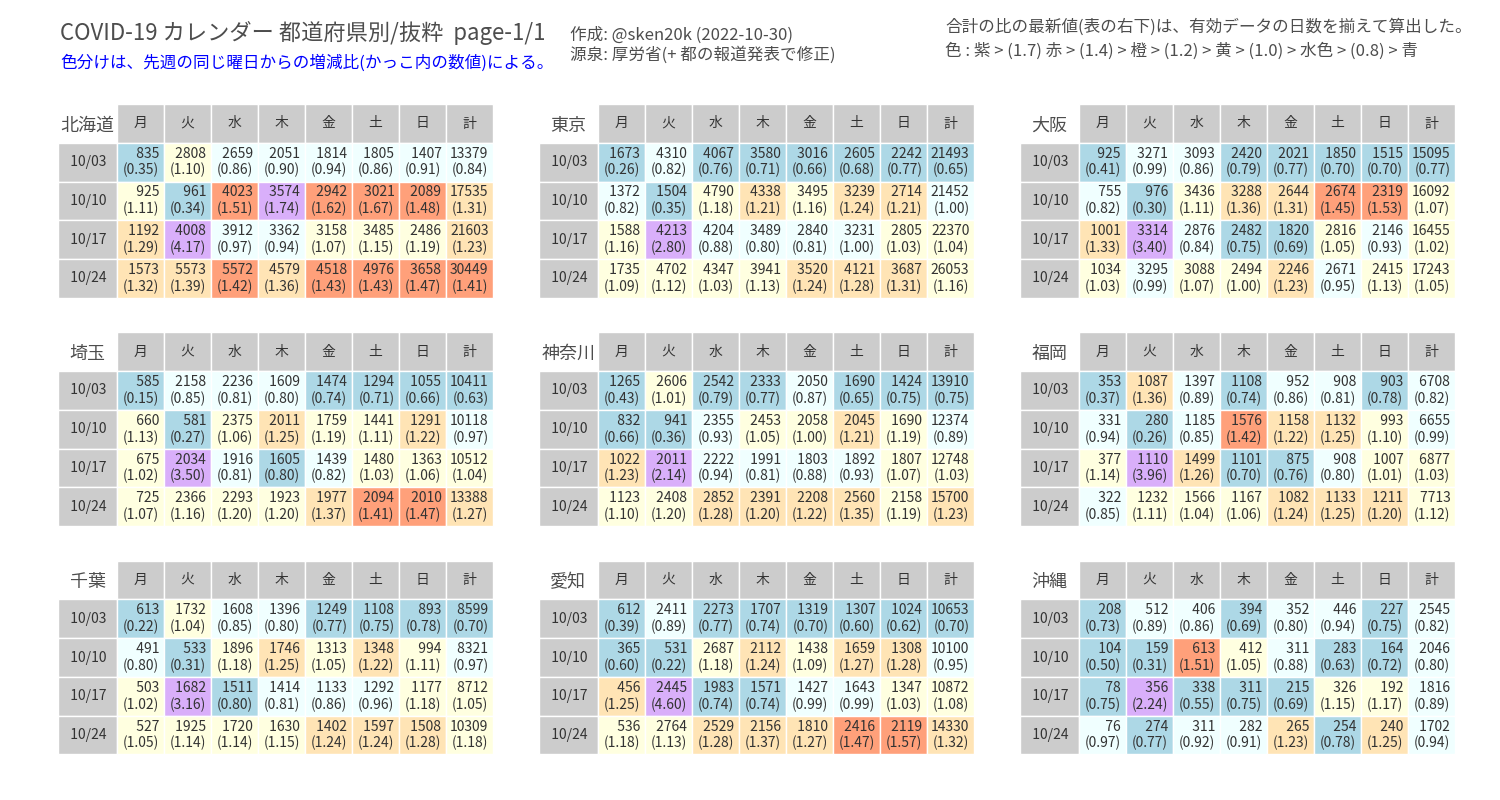 COVID-19 カレンダー 都道府県別/抜粋 page-1/1
色分けは、先週の同じ曜日からの増減比(かっこ内の数値)による。
作成: @sken20k (2022-10-30)
源泉: 厚労省(+ 都の報道発表で修正)
合計の比の最新値(表の右下)は、有効データの日数を揃えて算出した。
色 : 紫 > (1.7) 赤 > (1.4) > 橙 > (1.2) > 黄 > (1.0) > 水色 > (0.8) > 青
北海道 月 火 水 木 金 土 日 計
10/03 835 2808 2659 2051 1814 1805 1407 13379
(0.35) (1.10) (0.86) (0.90) (0.94) (0.86) (0.91) (0.84)
10/10 925 961 4023 3574 2942 3021 2089 17535
(1.11) (0.34) (1.51) (1.74) (1.62) (1.67) (1.48) (1.31)
10/17 1192 4008 3912 3362 3158 3485 2486 21603
(1.29) (4.17) (0.97) (0.94) (1.07) (1.15) (1.19) (1.23)
10/24 1573 5573 5572 4579 4518 4976 3658 30449
(1.32) (1.39) (1.42) (1.36) (1.43) (1.43) (1.47) (1.41)
東京 月 火 水 木 金 土 日 計
10/03 1673 4310 4067 3580 3016 2605 2242 21493
(0.26) (0.82) (0.76) (0.71) (0.66) (0.68) (0.77) (0.65)
10/10 1372 1504 4790 4338 3495 3239 2714 21452
(0.82) (0.35) (1.18) (1.21) (1.16) (1.24) (1.21) (1.00)
10/17 1588 4213 4204 3489 2840 3231 2805 22370
(1.16) (2.80) (0.88) (0.80) (0.81) (1.00) (1.03) (1.04)
10/24 1735 4702 4347 3941 3520 4121 3687 26053
(1.09) (1.12) (1.03) (1.13) (1.24) (1.28) (1.31) (1.16)
大阪 月 火 水 木 金 土 日 計
10/03 925 3271 3093 2420 2021 1850 1515 15095
(0.41) (0.99) (0.86) (0.79) (0.77) (0.70) (0.70) (0.77)
10/10 755 976 3436 3288 2644 2674 2319 16092
(0.82) (0.30) (1.11) (1.36) (1.31) (1.45) (1.53) (1.07)
10/17 1001 3314 2876 2482 1820 2816 2146 16455
(1.33) (3.40) (0.84) (0.75) (0.69) (1.05) (0.93) (1.02)
10/24 1034 3295 3088 2494 2246 2671 2415 17243
(1.03) (0.99) (1.07) (1.00) (1.23) (0.95) (1.13) (1.05)
埼玉 月 火 水 木 金 土 日 計
10/03 585 2158 2236 1609 1474 1294 1055 10411
(0.15) (0.85) (0.81) (0.80) (0.74) (0.71) (0.66) (0.63)
10/10 660 581 2375 2011 1759 1441 1291 10118
(1.13) (0.27) (1.06) (1.25) (1.19) (1.11) (1.22) (0.97)
10/17 675 2034 1916 1605 1439 1480 1363 10512
(1.02) (3.50) (0.81) (0.80) (0.82) (1.03) (1.06) (1.04)
10/24 725 2366 2293 1923 1977 2094 2010 13388
(1.07) (1.16) (1.20) (1.20) (1.37) (1.41) (1.47) (1.27)
神奈川 月 火 水 木 金 土 日 計
10/03 1265 2606 2542 2333 2050 1690 1424 13910
(0.43) (1.01) (0.79) (0.77) (0.87) (0.65) (0.75) (0.75)
10/10 832 941 2355 2453 2058 2045 1690 12374
(0.66) (0.36) (0.93) (1.05) (1.00) (1.21) (1.19) (0.89)
10/17 1022 2011 2222 1991 1803 1892 1807 12748
(1.23) (2.14) (0.94) (0.81) (0.88) (0.93) (1.07) (1.03)
10/24 1123 2408 2852 2391 2208 2560 2158 15700
(1.10) (1.20) (1.28) (1.20) (1.22) (1.35) (1.19) (1.23)
福岡 月 火 水 木 金 土 日 計
10/03 353 1087 1397 1108 952 908 903 6708
(0.37) (1.36) (0.89) (0.74) (0.86) (0.81) (0.78) (0.82)
10/10 331 280 1185 1576 1158 1132 993 6655
(0.94) (0.26) (0.85) (1.42) (1.22) (1.25) (1.10) (0.99)
10/17 377 1110 1499 1101 875 908 1007 6877
(1.14) (3.96) (1.26) (0.70) (0.76) (0.80) (1.01) (1.03)
10/24 322 1232 1566 1167 1082 1133 1211 7713
(0.85) (1.11) (1.04) (1.06) (1.24) (1.25) (1.20) (1.12)
千葉 月 火 水 木 金 土 日 計
10/03 613 1732 1608 1396 1249 1108 893 8599
(0.22) (1.04) (0.85) (0.80) (0.77) (0.75) (0.78) (0.70)
10/10 491 533 1896 1746 1313 1348 994 8321
(0.80) (0.31) (1.18) (1.25) (1.05) (1.22) (1.11) (0.97)
10/17 503 1682 1511 1414 1133 1292 1177 8712
(1.02) (3.16) (0.80) (0.81) (0.86) (0.96) (1.18) (1.05)
10/24 527 1925 1720 1630 1402 1597 1508 10309
(1.05) (1.14) (1.14) (1.15) (1.24) (1.24) (1.28) (1.18)
愛知 月 火 水 木 金 土 日 計
10/03 612 2411 2273 1707 1319 1307 1024 10653
(0.39) (0.89) (0.77) (0.74) (0.70) (0.60) (0.62) (0.70)
10/10 365 531 2687 2112 1438 1659 1308 10100
(0.60) (0.22) (1.18) (1.24) (1.09) (1.27) (1.28) (0.95)
10/17 456 2445 1983 1571 1427 1643 1347 10872
(1.25) (4.60) (0.74) (0.74) (0.99) (0.99) (1.03) (1.08)
10/24 536 2764 2529 2156 1810 2416 2119 14330
(1.18) (1.13) (1.28) (1.37) (1.27) (1.47) (1.57) (1.32)
沖縄 月 火 水 木 金 土 日 計
10/03 208 512 406 394 352 446 227 2545
(0.73) (0.89) (0.86) (0.69) (0.80) (0.94) (0.75) (0.82)
10/10 104 159 613 412 311 283 164 2046
(0.50) (0.31) (1.51) (1.05) (0.88) (0.63) (0.72) (0.80)
10/17 78 356 338 311 215 326 192 1816
(0.75) (2.24) (0.55) (0.75) (0.69) (1.15) (1.17) (0.89)
10/24 76 274 311 282 265 254 240 1702
(0.97) (0.77) (0.92) (0.91) (1.23) (0.78) (1.25) (0.94)